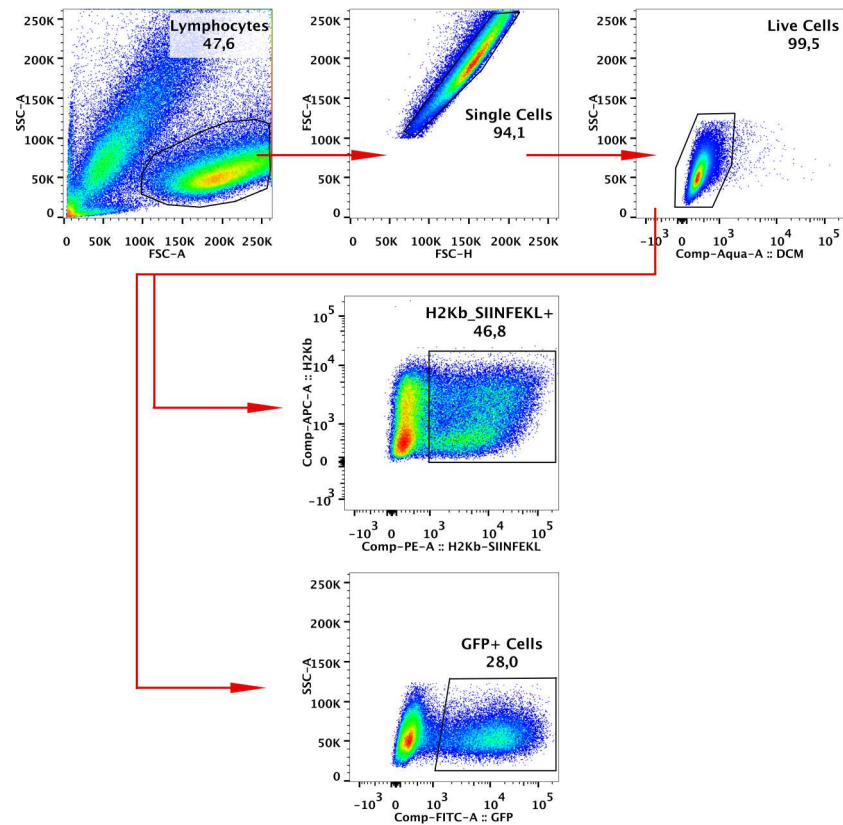 Lymphocytes
47,6
250K
200K
150K
100K
50K
0
SSC-A
0 50K 100K 150K 200K 250K
FSC-A
250K
200K
150K
100K
50K
0
FSC-A
Single Cells
94,1
0 50K 100K 150K 200K 250K
FSC-H
Live Cells
99,5
250K
200K
150K
100K
50K
0
SSC-A
-10³ 0 10³ 10⁴ 10⁵
Comp-Aqua-A :: DCM
H2Kb_SIINFEKL+
46,8
10⁵
10⁴
10³
0
-10³
Comp-APC-A :: H2Kb
-10³ 0 10³ 10⁴ 10⁵
Comp-PE-A :: H2Kb-SIINFEKL
GFP+ Cells
28,0
250K
200K
150K
100K
50K
0
SSC-A
-10³ 0 10³ 10⁴ 10⁵
Comp-FITC-A :: GFP